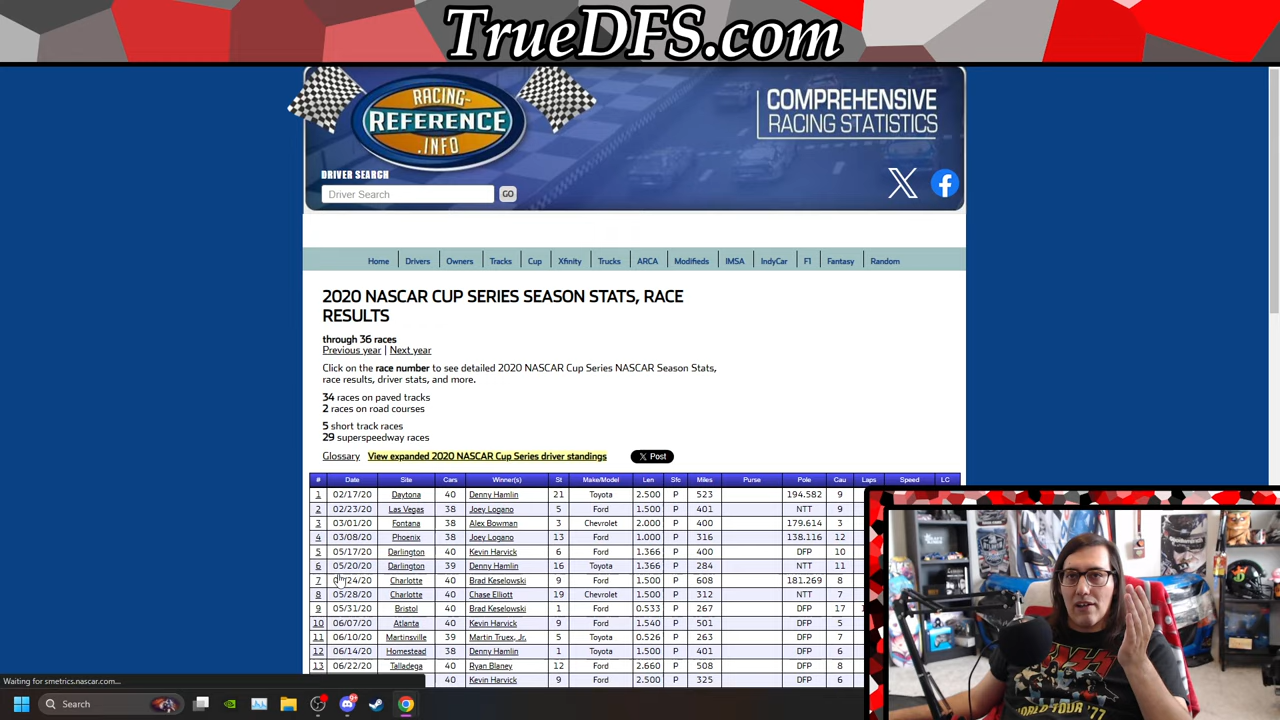 TrueDFS.com
RACING-
REFERENCE
.INFO
COMPREHENSIVE
RACING STATISTICS
DRIVER SEARCH
Driver Search GO
Home Drivers Owners Tracks Cup Xfinity Trucks ARCA Modifieds IMSA IndyCar F1 Fantasy Random
2020 NASCAR CUP SERIES SEASON STATS, RACE
RESULTS
through 36 races
Previous year | Next year
Click on the race number to see detailed 2020 NASCAR Cup Series NASCAR Season Stats,
race results, driver stats, and more.
34 races on paved tracks
2 races on road courses
5 short track races
29 superspeedway races
Glossary View expanded 2020 NASCAR Cup Series driver standings X Post
# Date Site Cars Winner(s) St Make/Model Len Sfc Miles Purse Pole Cau Laps Speed LC
1 02/17/20 Daytona 40 Denny Hamlin 21 Toyota 2.500 P 523 194.582 9
2 02/23/20 Las Vegas 38 Joey Logano 5 Ford 1.500 P 401 NTT 9
3 03/01/20 Fontana 38 Alex Bowman 3 Chevrolet 2.000 P 400 179.614 3
4 03/08/20 Phoenix 38 Joey Logano 13 Ford 1.000 P 316 138.116 12
5 05/17/20 Darlington 40 Kevin Harvick 6 Ford 1.366 P 400 DFP 10
6 05/20/20 Darlington 39 Denny Hamlin 16 Toyota 1.366 P 284 NTT 11
7 /24/20 Charlotte 40 Brad Keselowski 9 Ford 1.500 P 608 181.269 8
8 05/28/20 Charlotte 40 Chase Elliott 19 Chevrolet 1.500 P 312 NTT 7
9 05/31/20 Bristol 40 Brad Keselowski 1 Ford 0.533 P 267 DFP 17
10 06/07/20 Atlanta 40 Kevin Harvick 9 Ford 1.540 P 501 DFP 5
11 06/10/20 Martinsville 39 Martin Truex, Jr. 5 Toyota 0.526 P 263 DFP 7
12 06/14/20 Homestead 38 Denny Hamlin 1 Toyota 1.500 P 401 DFP 6
13 06/22/20 Talladega 40 Ryan Blaney 12 Ford 2.660 P 508 DFP 8
40 Kevin Harvick 9 Ford 2.500 P 325 DFP 6
Waiting for smetrics.nascar.com...
Search
WORLD TOUR '77